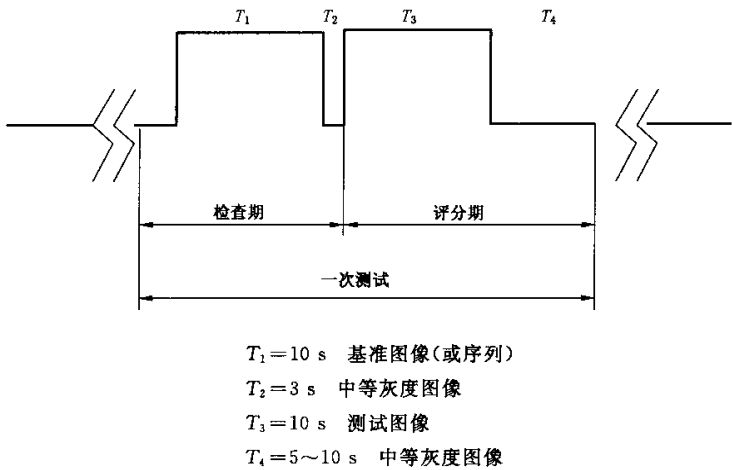 T₁ T₂ T₃ T₄
检查期 评分期
一次测试
T₁＝10 s 基准图像(或序列)
T₂＝3 s 中等灰度图像
T₃＝10 s 测试图像
T₄＝5～10 s 中等灰度图像